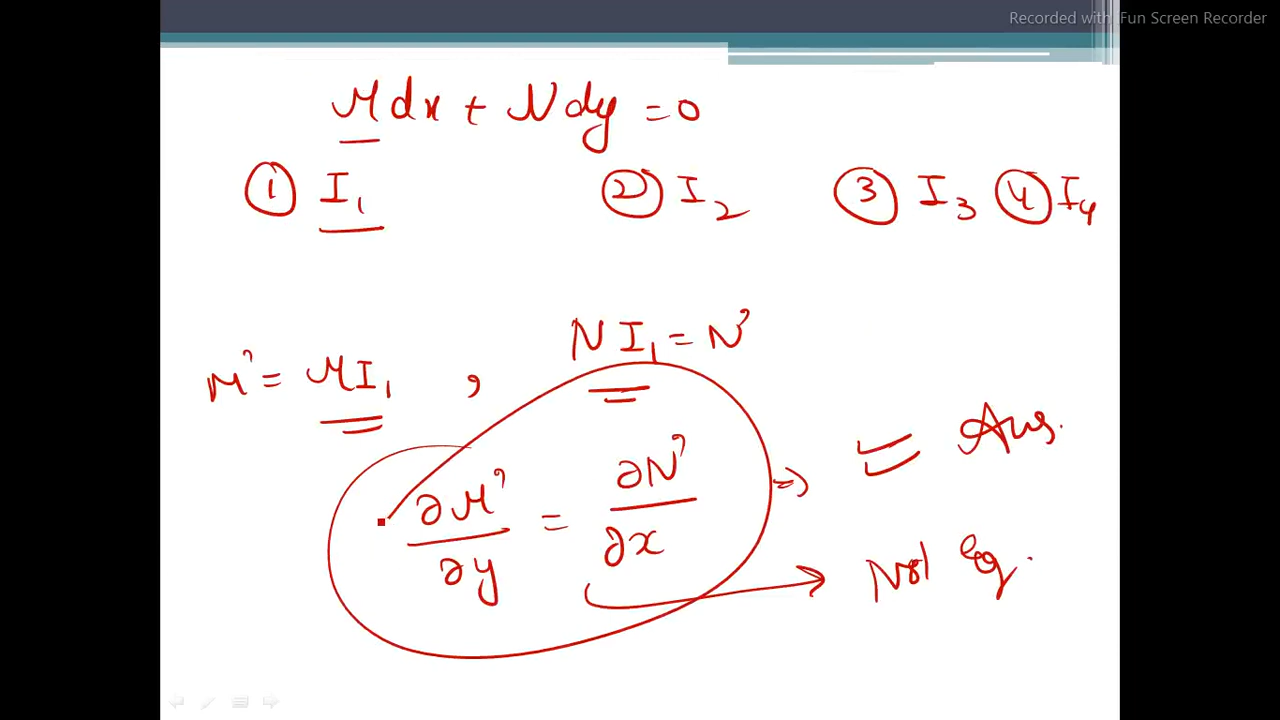 Recorded with Fun Screen Recorder
Mdx + Ndy = 0
① I₁ ② I₂ ③ I₃ ④ I₄
M' = MI₁ , NI₁ = N'
∂M'/∂y = ∂N'/∂x ⇒ = Ans.
→ Not Eq.